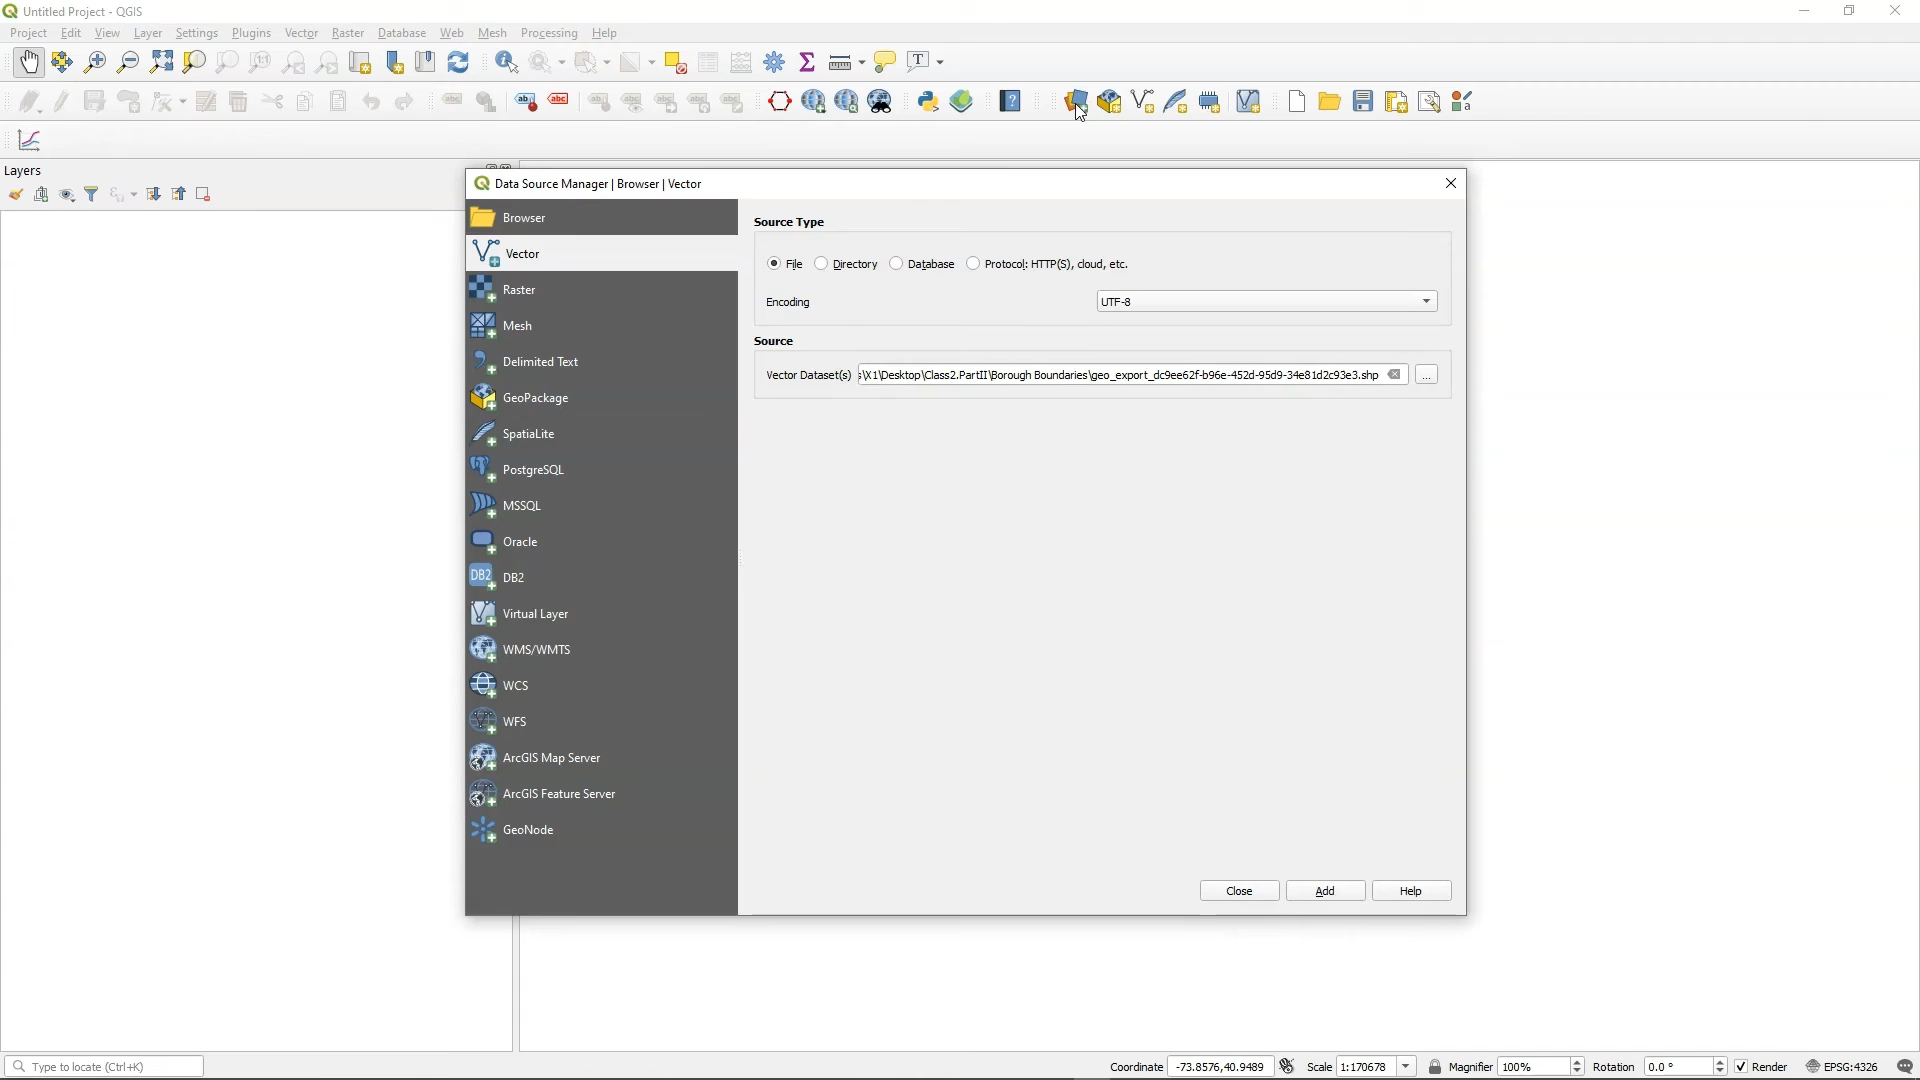 Untitled Project - QGIS
Project Edit View Layer Settings Plugins Vector Raster Database Web Mesh Processing Help
Layers
Data Source Manager | Browser | Vector
Browser
Vector
Raster
Mesh
Delimited Text
GeoPackage
SpatiaLite
PostgreSQL
MSSQL
Oracle
DB2 DB2
Virtual Layer
WMS/WMTS
WCS
WFS
ArcGIS Map Server
ArcGIS Feature Server
GeoNode
Source Type
File Directory Database Protocol: HTTP(S), cloud, etc.
Encoding UTF-8
Source
Vector Dataset(s) s\X1\Desktop\Class2.PartII\Borough Boundaries\geo_export_dc9ee62f-b96e-452d-95d9-34e81d2c93e3.shp ...
Close Add Help
Type to locate (Ctrl+K) Coordinate -73.8576,40.9489 Scale 1:170678 Magnifier 100% Rotation 0.0 ° Render EPSG:4326